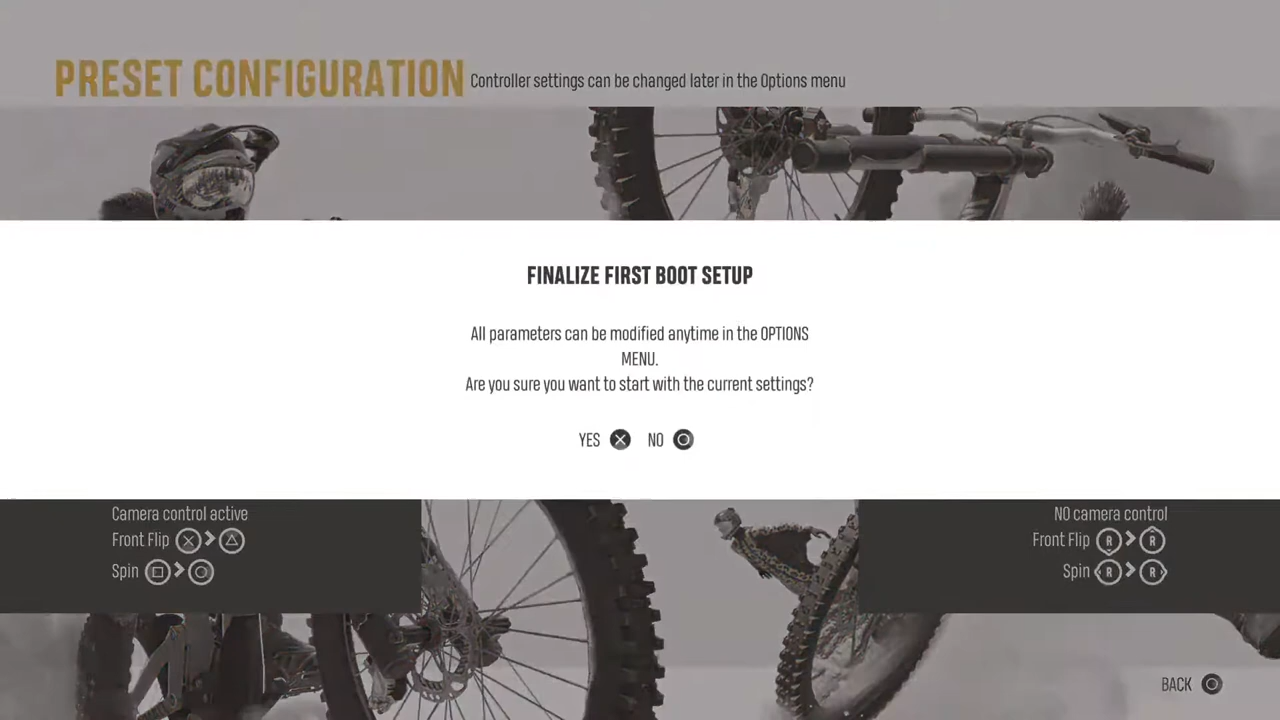 PRESET CONFIGURATION Controller settings can be changed later in the Options menu
FINALIZE FIRST BOOT SETUP
All parameters can be modified anytime in the OPTIONS
MENU.
Are you sure you want to start with the current settings?
YES NO
Camera control active
Front Flip
Spin
NO camera control
Front Flip R R
Spin R R
BACK